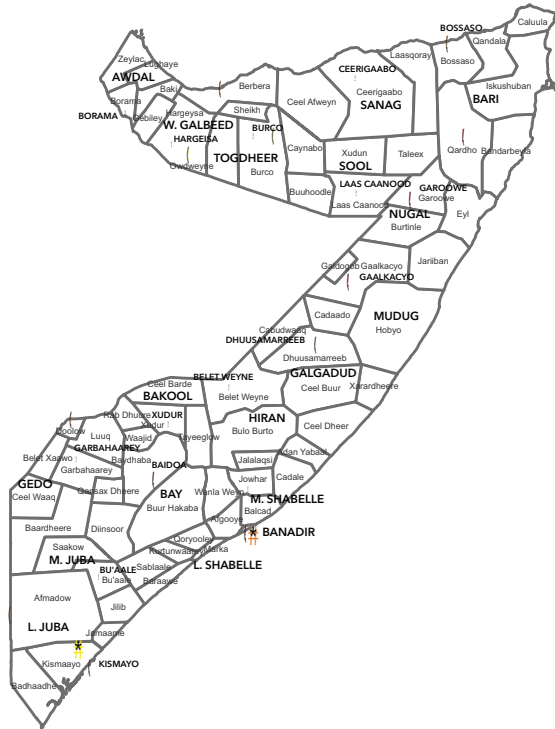 Caluula
BOSSASO
Qandala
Laasqoray
Bossaso
Zeylac
Lughaye
CEERIGAABO
AWDAL
Iskushuban
Baki
Berbera
Ceerigaabo
BARI
Borama
Ceel Afweyn
SANAG
Sheikh
Hargeysa
BORAMA
Gebiley
W. GALBEED
BURCO
HARGEISA
Qardho
Bandarbeyla
Caynabo
TOGDHEER
Xudun
Taleex
SOOL
Owdweyne
Burco
LAAS CAANOOD
GAROOWE
Buuhoodle
Garoowe
Laas Caanood
NUGAL
Eyl
Burtinle
Jariiban
Galdogob
Gaalkacyo
GAALKACYO
Cadaado
MUDUG
Cabudwaaq
Hobyo
DHUUSAMARREEB
Dhuusamarreeb
GALGADUD
BELET WEYNE
Xarardheere
Ceel Barde
Ceel Buur
BAKOOL
Belet Weyne
Rab Dhuure
XUDUR
HIRAN
Xudur
Ceel Dheer
Doolow
Bulo Burto
Luuq
Waajid
Tayeeglow
GARBAHAAREY
Adan Yabaal
Belet Xaawo
Baydhaba
Jalalaqsi
Garbahaarey
BAIDOA
GEDO
Jowhar
Cadale
Qansax Dheere
BAY
Wanla Weyn
Ceel Waaq
M. SHABELLE
Buur Hakaba
Balcad
Afgooye
Baardheere
Diinsoor
BANADIR
Qoryooley
Marka
Saakow
Kurtunwaarey
M. JUBA
L. SHABELLE
BU'AALE
Sablaale
Bu'aale
Baraawe
Afmadow
Jilib
L. JUBA
Jamaame
Kismaayo
KISMAYO
Badhaadhe